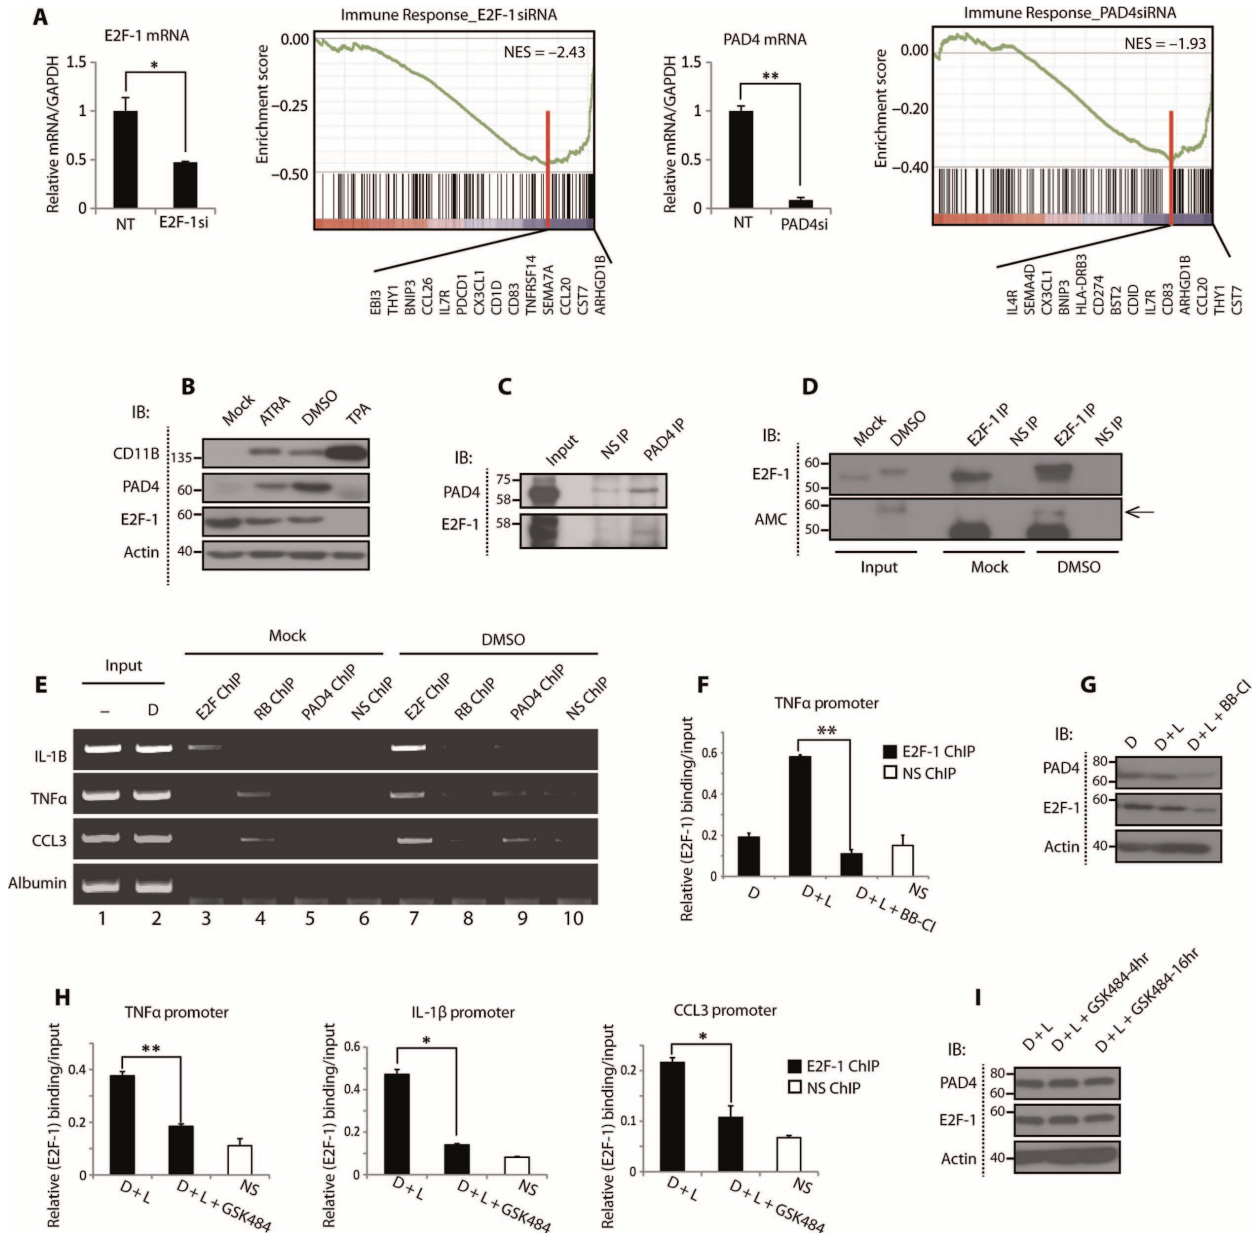 A
E2F-1 mRNA
Relative mRNA/GAPDH
1.5
1
0.5
0
*
NT
E2F-1si
Immune Response_E2F-1siRNA
Enrichment score
0.00
−0.25
−0.50
NES = −2.43
EBI3
THY1
BNIP3
CCL26
IL7R
PDCD1
CX3CL1
CD1D
CD83
TNFRSF14
SEMA7A
CCL20
CST7
ARHGD1B
PAD4 mRNA
Relative mRNA/GAPDH
1.5
1
0.5
0
**
NT
PAD4si
Immune Response_PAD4siRNA
Enrichment score
0.00
−0.20
−0.40
NES = −1.93
IL4R
SEMA4D
CX3CL1
BNIP3
HLA-DRB3
CD274
BST2
CDID
IL7R
CD83
ARHGD1B
CCL20
THY1
CST7
B
IB:
Mock
ATRA
DMSO
TPA
CD11B
135
PAD4
60
E2F-1
60
Actin
40
C
IB:
Input
NS IP
PAD4 IP
PAD4
75
58
E2F-1
58
D
IB:
Mock
DMSO
E2F-1 IP
NS IP
E2F-1 IP
NS IP
E2F-1
60
50
AMC
60
50
Input
Mock
DMSO
E
Input
Mock
DMSO
–
D
E2F ChIP
RB ChIP
PAD4 ChIP
NS ChIP
E2F ChIP
RB ChIP
PAD4 ChIP
NS ChIP
IL-1B
TNFα
CCL3
Albumin
1 2 3 4 5 6 7 8 9 10
F
TNFα promoter
Relative (E2F-1) binding/input
0.6
0.4
0.2
0
**
E2F-1 ChIP
NS ChIP
D
D+L
D+L+BB-Cl
NS
G
IB:
D
D+L
D+L+BB-Cl
PAD4
80
60
E2F-1
60
Actin
40
H
TNFα promoter
Relative (E2F-1) binding/input
0.4
0.2
0
**
D+L
D+L+GSK484
NS
IL-1β promoter
Relative (E2F-1) binding/input
0.6
0.4
0.2
0
*
D+L
D+L+GSK484
NS
CCL3 promoter
Relative (E2F-1) binding/input
0.2
0.1
0
*
E2F-1 ChIP
NS ChIP
D+L
D+L+GSK484
NS
I
IB:
D+L
D+L+GSK484-4hr
D+L+GSK484-16hr
PAD4
80
60
E2F-1
60
Actin
40